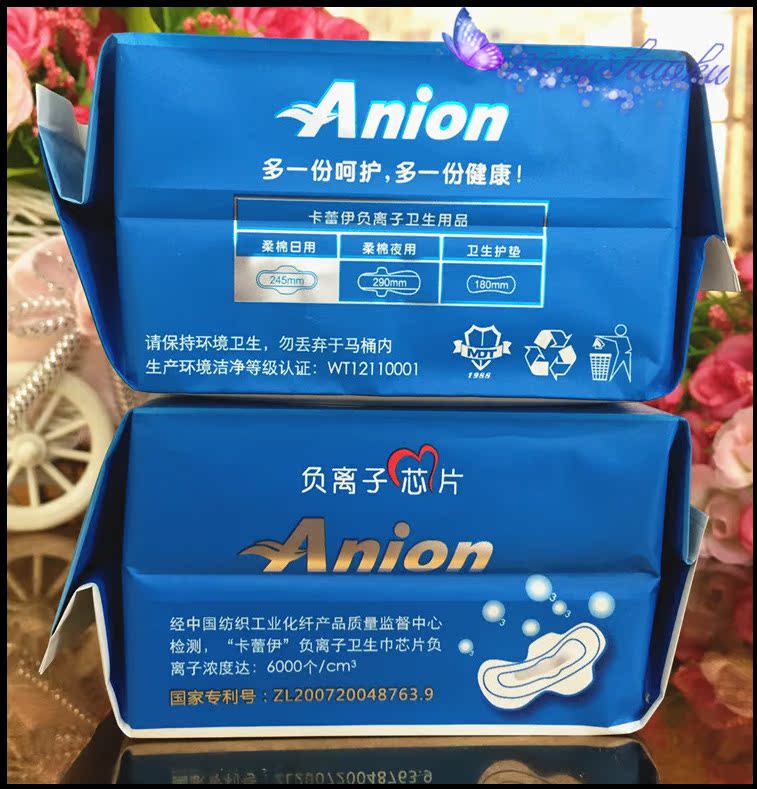 Anion
多一份呵护,多一份健康!
卡蕾伊负离子卫生用品
柔棉日用 柔棉夜用 卫生护垫
245mm 290mm 180mm
请保持环境卫生，勿丢弃于马桶内
生产环境洁净等级认证：WT12110001
MJT
1988
负离子芯片
Anion
经中国纺织工业化纤产品质量监督中心
检测，“卡蕾伊”负离子卫生巾芯片负
离子浓度达：6000个/cm³
国家专利号：ZL200720048763.9
3 3 3 3